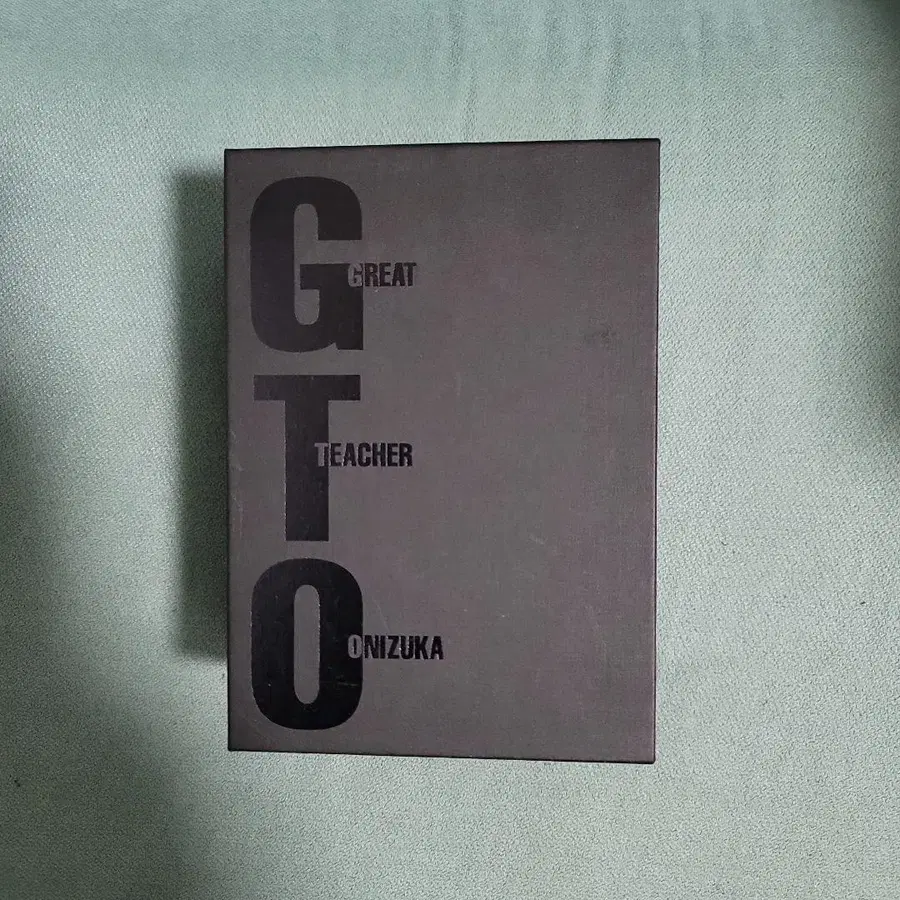 G
GREAT
T
TEACHER
O
ONIZUKA